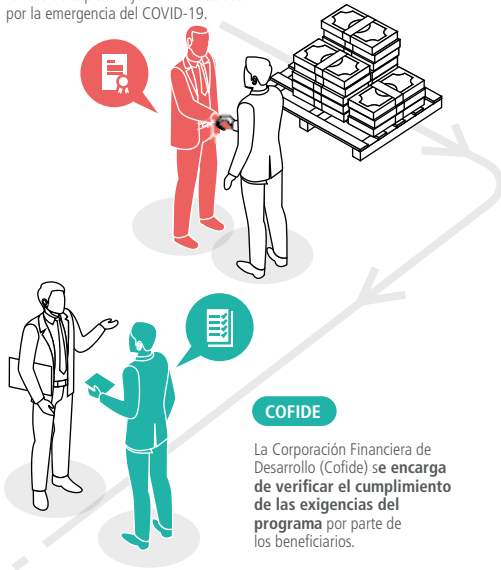 por la emergencia del COVID-19.
COFIDE
La Corporación Financiera de
Desarrollo (Cofide) se encarga
de verificar el cumplimiento
de las exigencias del
programa por parte de
los beneficiarios.